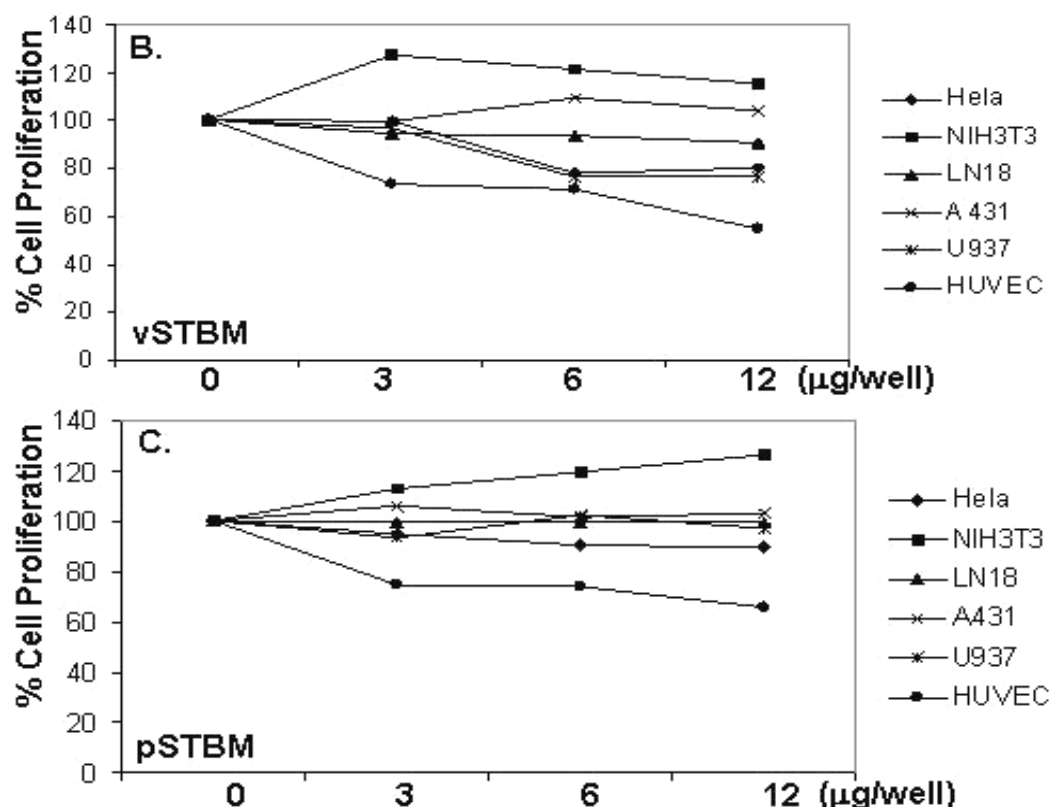 B.
% Cell Proliferation
140
120
100
80
60
40
20
0
vSTBM
0 3 6 12 (μg/well)
Hela
NIH3T3
LN18
A 431
U937
HUVEC
C.
% Cell Proliferation
140
120
100
80
60
40
20
0
pSTBM
0 3 6 12 (μg/well)
Hela
NIH3T3
LN18
A431
U937
HUVEC